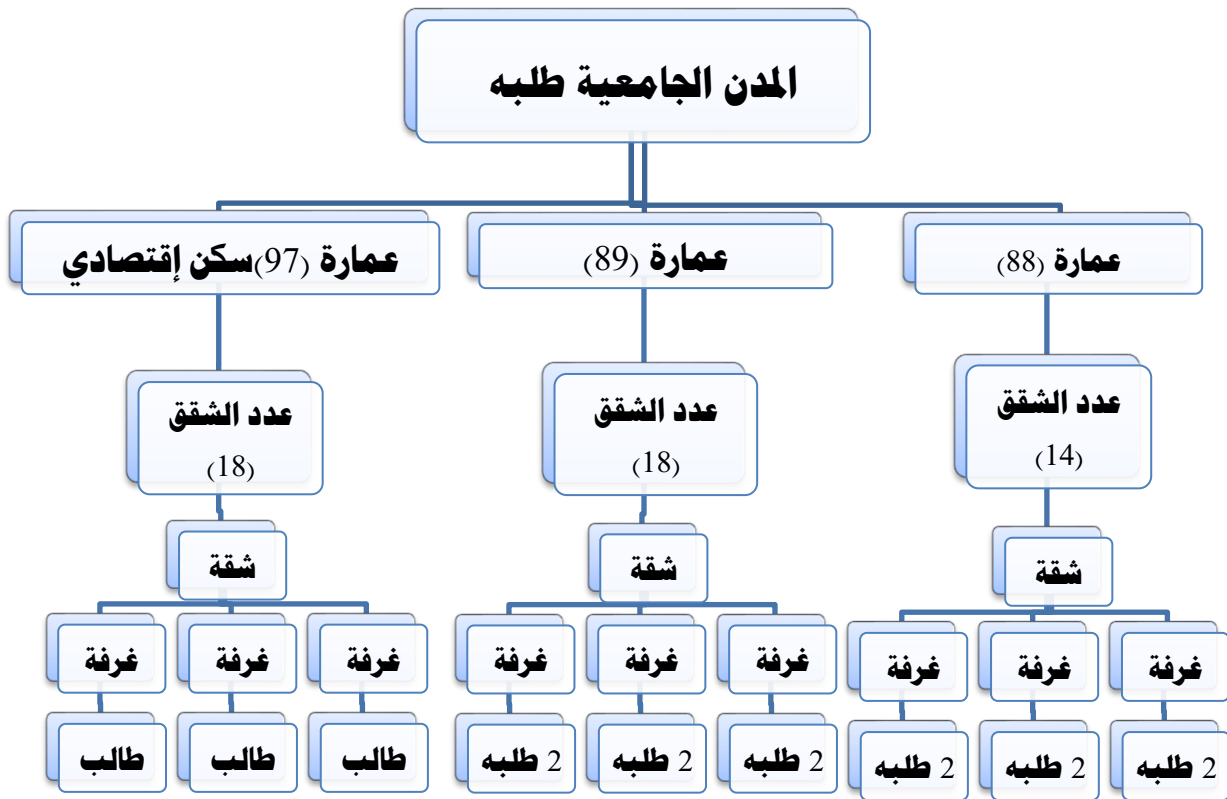 المدن الجامعية طلبه
عمارة (88)
عمارة (89)
عمارة (97)سكن إقتصادي
عدد الشقق
(14)
عدد الشقق
(18)
عدد الشقق
(18)
شقة
شقة
شقة
غرفة
غرفة
غرفة
غرفة
غرفة
غرفة
غرفة
غرفة
غرفة
2 طلبه
2 طلبه
2 طلبه
2 طلبه
2 طلبه
2 طلبه
طالب
طالب
طالب